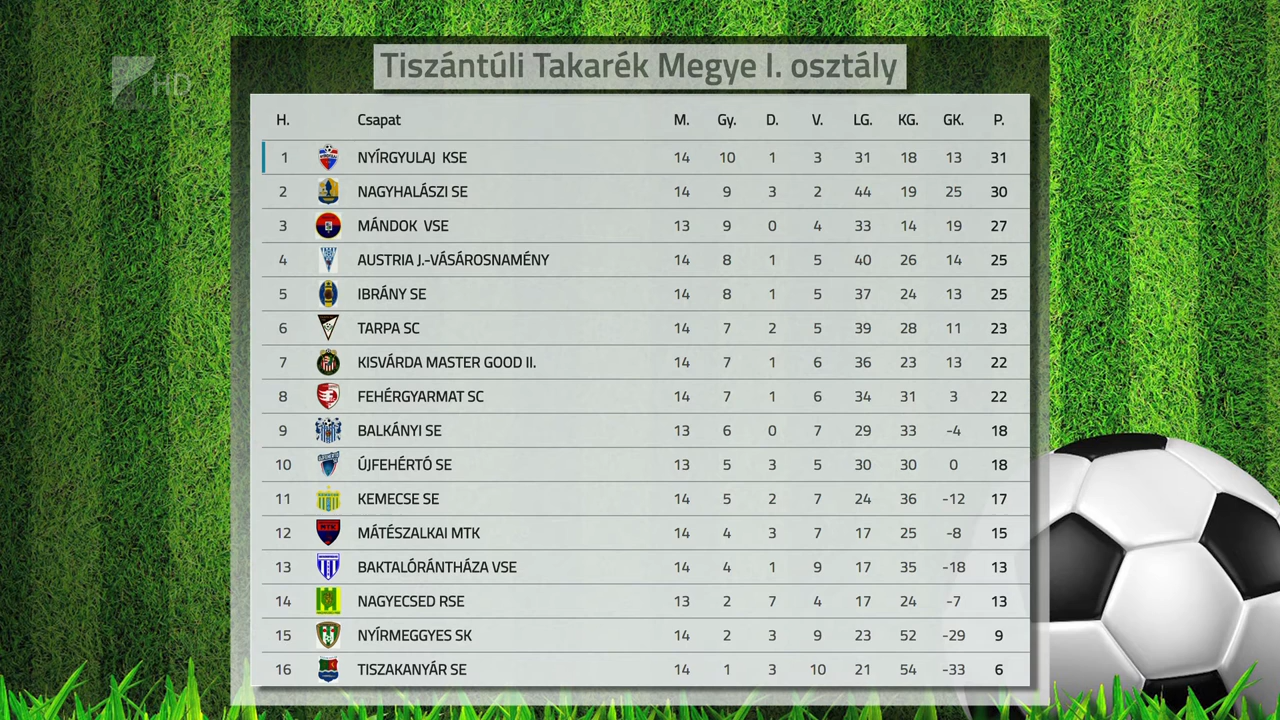 HD
Tiszántúli Takarék Megye I. osztály
H. Csapat M. Gy. D. V. LG. KG. GK. P.
1 NYÍRGYULAJ KSE 14 10 1 3 31 18 13 31
2 NAGYHALÁSZI SE 14 9 3 2 44 19 25 30
3 MÁNDOK VSE 13 9 0 4 33 14 19 27
4 AUSTRIA J.-VÁSÁROSNAMÉNY 14 8 1 5 40 26 14 25
5 IBRÁNY SE 14 8 1 5 37 24 13 25
6 TARPA SC 14 7 2 5 39 28 11 23
7 KISVÁRDA MASTER GOOD II. 14 7 1 6 36 23 13 22
8 FEHÉRGYARMAT SC 14 7 1 6 34 31 3 22
9 BALKÁNYI SE 13 6 0 7 29 33 -4 18
10 ÚJFEHÉRTÓ SE 13 5 3 5 30 30 0 18
11 KEMECSE SE 14 5 2 7 24 36 -12 17
12 MÁTÉSZALKAI MTK 14 4 3 7 17 25 -8 15
13 BAKTALÓRÁNTHÁZA VSE 14 4 1 9 17 35 -18 13
14 NAGYECSED RSE 13 2 7 4 17 24 -7 13
15 NYÍRMEGGYES SK 14 2 3 9 23 52 -29 9
16 TISZAKANYÁR SE 14 1 3 10 21 54 -33 6